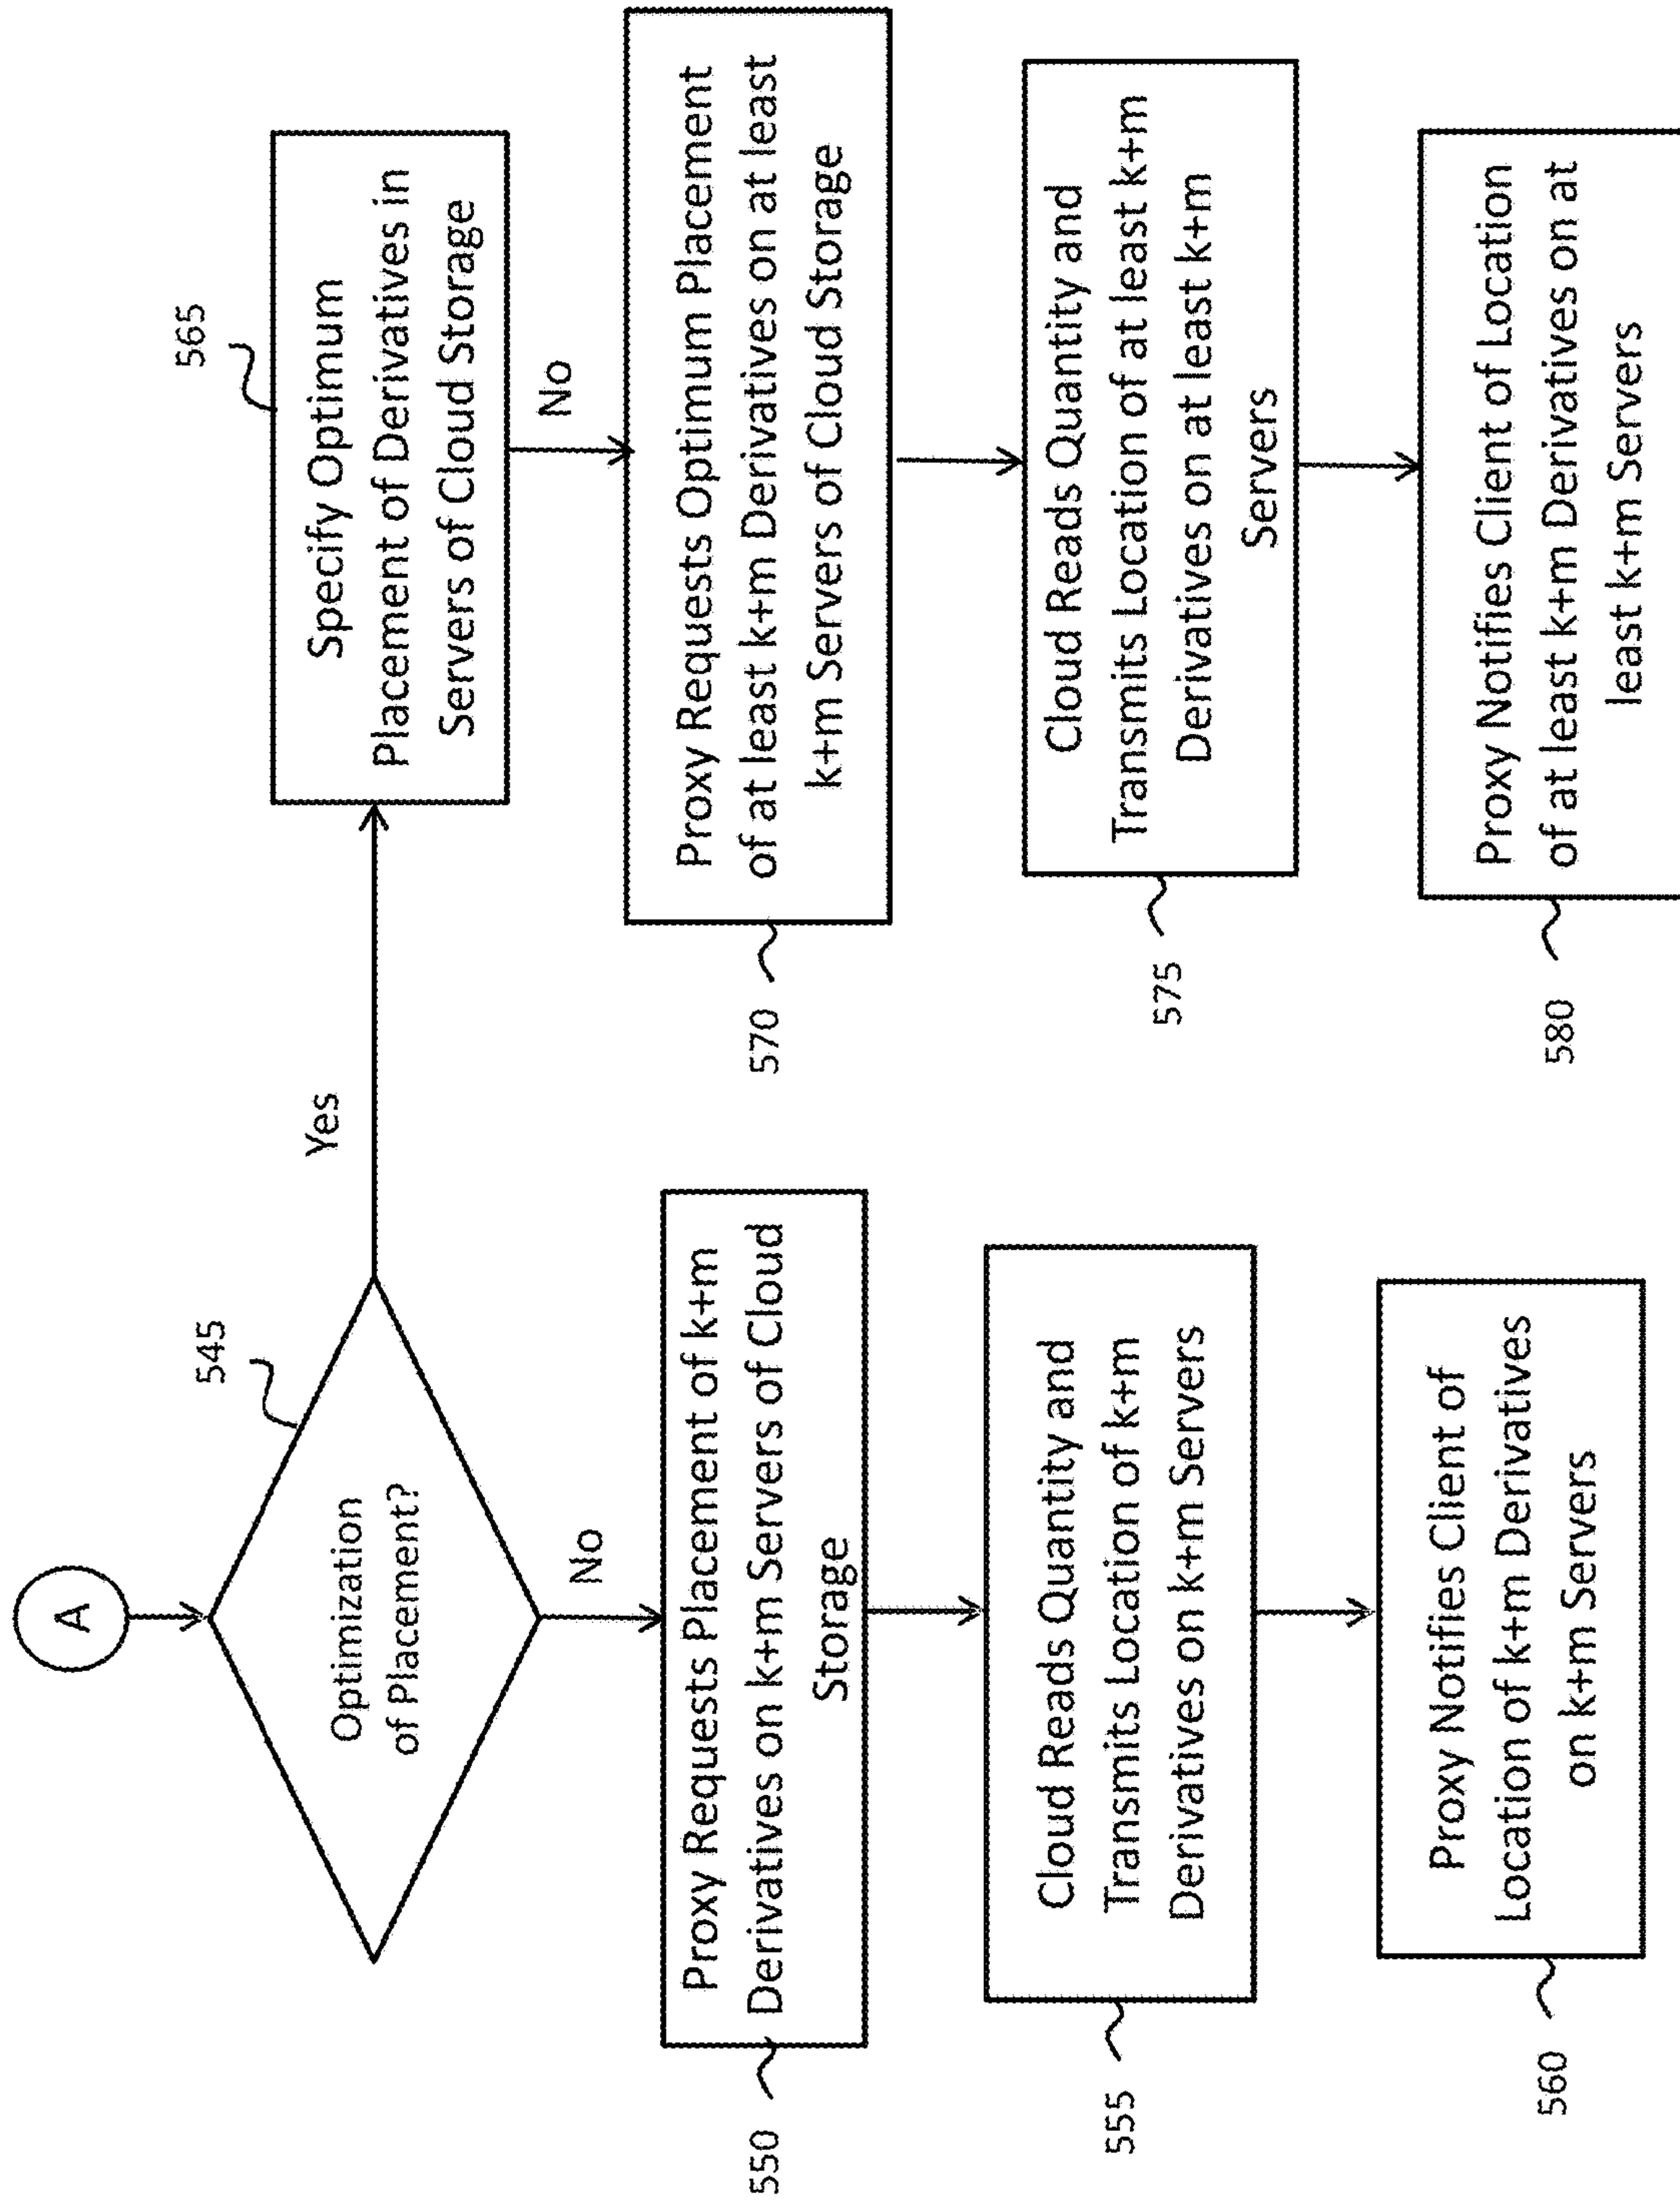 A
545
Optimization
of Placement?
Yes
No
550
Proxy Requests Placement of k+m
Derivatives on k+m Servers of Cloud
Storage
555
Cloud Reads Quantity and
Transmits Location of k+m
Derivatives on k+m Servers
560
Proxy Notifies Client of
Location of k+m Derivatives
on k+m Servers
565
Specify Optimum
Placement of Derivatives in
Servers of Cloud Storage
No
570
Proxy Requests Optimum Placement
of at least k+m Derivatives on at least
k+m Servers of Cloud Storage
575
Cloud Reads Quantity and
Transmits Location of at least k+m
Derivatives on at least k+m
Servers
580
Proxy Notifies Client of Location
of at least k+m Derivatives on at
least k+m Servers